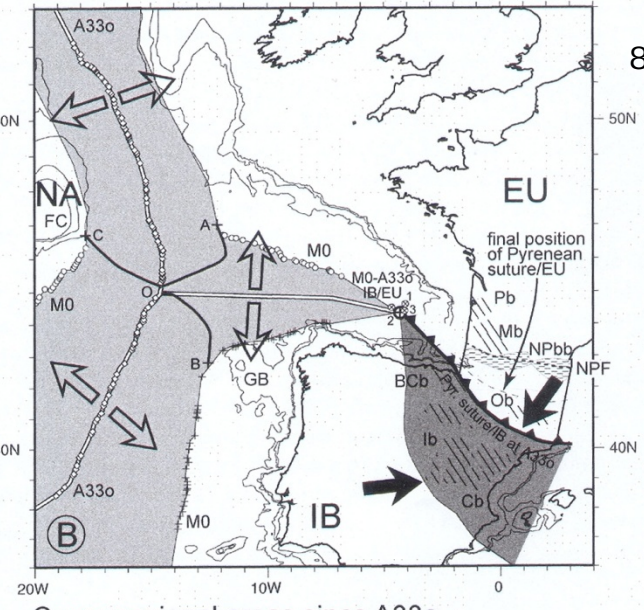 A33o
8
50N
0N
NA
EU
FC
A
C
final position
of Pyrenean
suture/EU
M0
M0-A33o
IB/EU
1
3
2
O
M0
Pb
Mb
NPbb
NPF
B
GB
BCb
Pyr. suture/IB at A33o
Ob
Ib
40N
0N
Cb
A33o
B
M0
IB
20W
10W
0